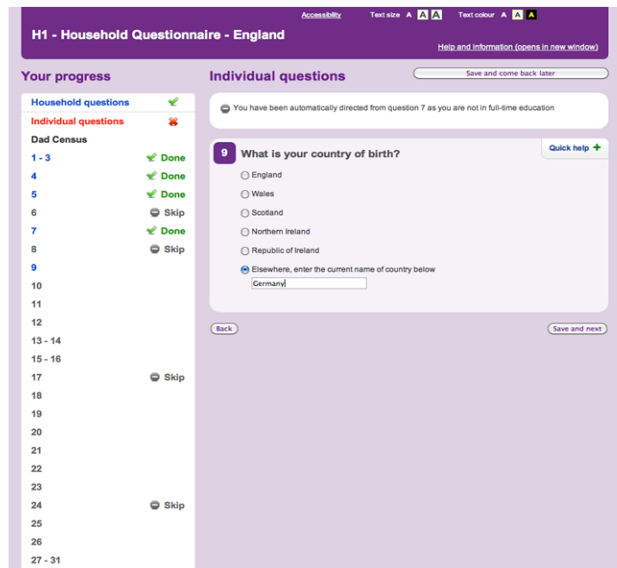 Accessibility Text size A A A Text colour A A A
H1 - Household Questionnaire - England
Help and information (opens in new window)
Your progress
Individual questions
Save and come back later
Household questions
Individual questions
Dad Census
1 - 3 Done
4 Done
5 Done
6 Skip
7 Done
8 Skip
9
10
11
12
13 - 14
15 - 16
17 Skip
18
19
20
21
22
23
24 Skip
25
26
27 - 31
You have been automatically directed from question 7 as you are not in full-time education
9 What is your country of birth?
Quick help +
England
Wales
Scotland
Northern Ireland
Republic of Ireland
Elsewhere, enter the current name of country below
Germany
Back
Save and next